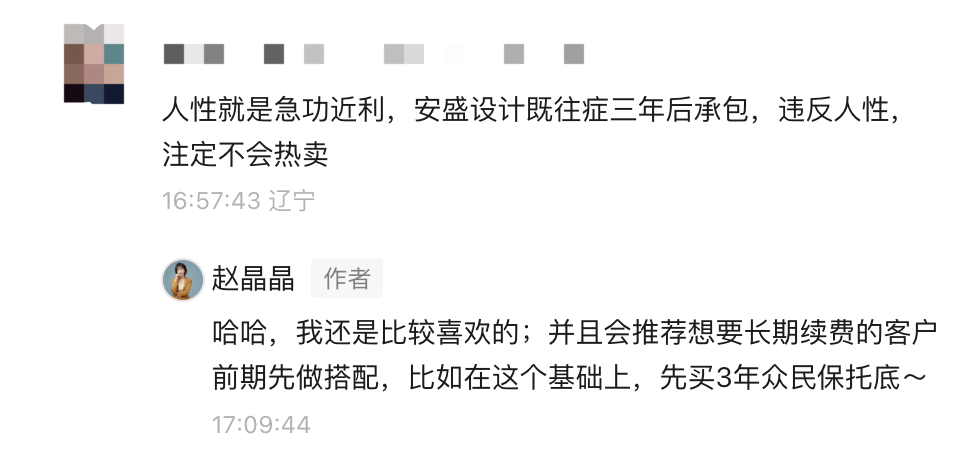 人性就是急功近利，安盛设计既往症三年后承包，违反人性，
注定不会热卖
16:57:43 辽宁
赵晶晶 作者
哈哈，我还是比较喜欢的；并且会推荐想要长期续费的客户
前期先做搭配，比如在这个基础上，先买3年众民保托底～
17:09:44